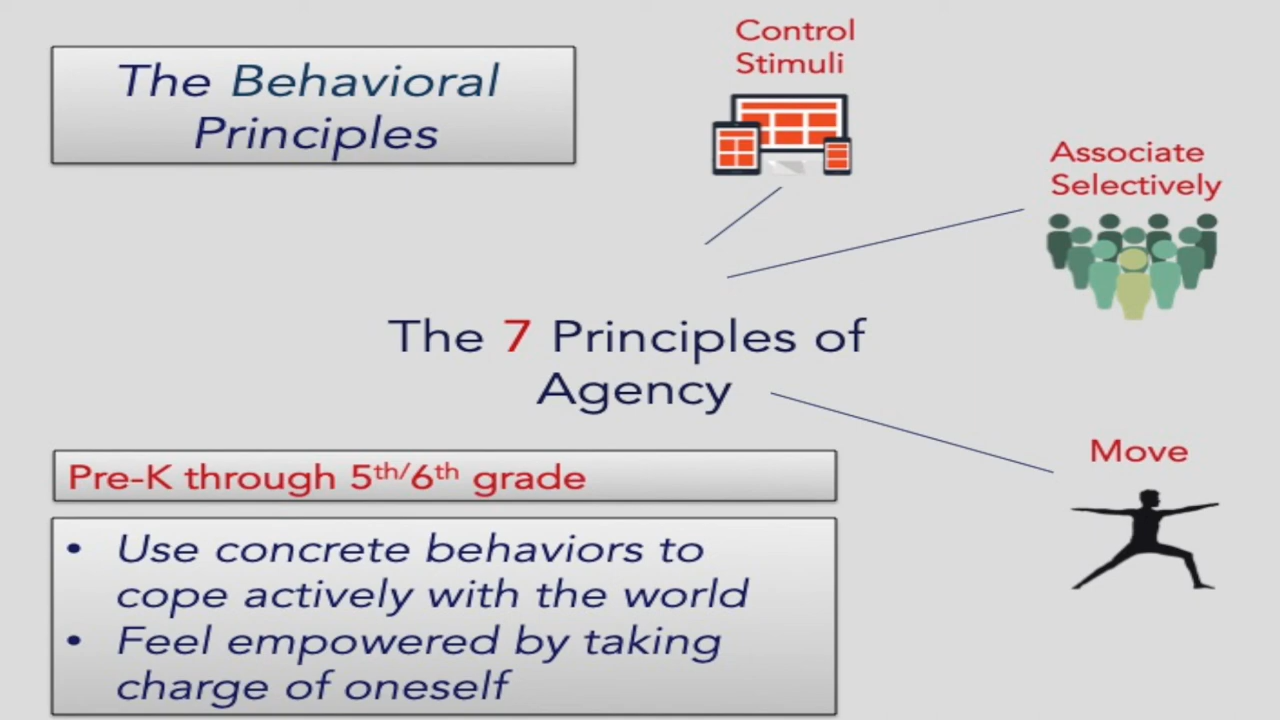 The Behavioral
Principles
Control
Stimuli
Associate
Selectively
The 7 Principles of
Agency
Move
Pre-K through 5th/6th grade
• Use concrete behaviors to
cope actively with the world
• Feel empowered by taking
charge of oneself